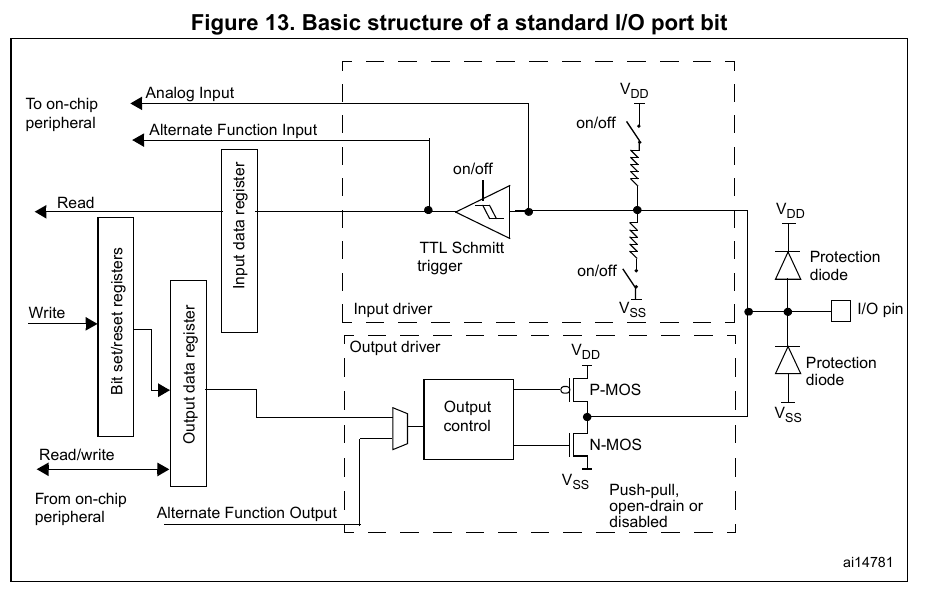 Figure 13. Basic structure of a standard I/O port bit
To on-chip
peripheral
Analog Input
Alternate Function Input
Read
Input data register
on/off
TTL Schmitt
trigger
VDD
on/off
on/off
VSS
Input driver
Write
Bit set/reset registers
Output data register
Read/write
From on-chip
peripheral
Alternate Function Output
Output driver
Output
control
VDD
P-MOS
N-MOS
VSS
Push-pull,
open-drain or
disabled
VDD
Protection
diode
I/O pin
Protection
diode
VSS
ai14781